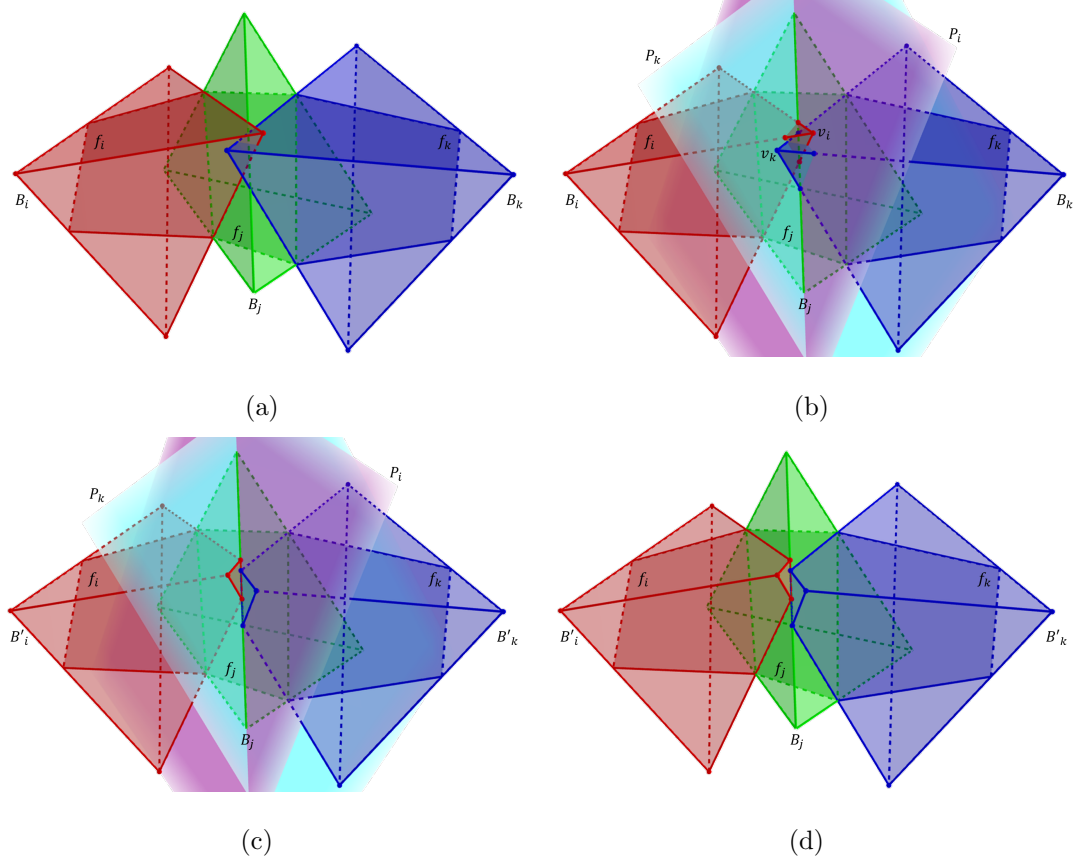 f_i
f_k
B_i
f_j
B_k
B_j
(a)
P_k
P_i
f_i
v_i
f_k
v_k
B_i
f_j
B_k
B_j
(b)
P_k
P_i
f_i
f_k
B'_i
f_j
B'_k
B_j
(c)
f_i
f_k
B'_i
f_j
B'_k
B_j
(d)